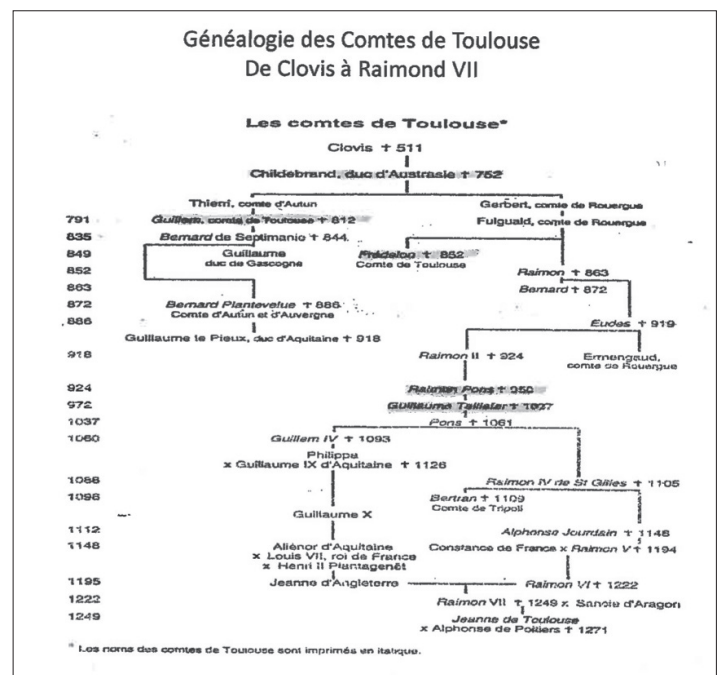 Généalogie des Comtes de Toulouse
De Clovis à Raimond VII
Les comtes de Toulouse*
Clovis † 511
Childebrand, duc d'Austrasie † 752
Thierri, comte d'Autun Gerbert, comte de Rouergue
791 Guillem, comte de Toulouse † 812 Fulguald, comte de Rouergue
835 Bernard de Septimanie † 844
849 Guillaume Frédelon † 852
duc de Gascogne Comte de Toulouse
852 Raimon † 863
863 Bernard † 872
872 Bernard Plantevelue † 886
Comte d'Autun et d'Auvergne
886 Eudes † 919
Guillaume le Pieux, duc d'Aquitaine † 918
918 Raimon II † 924 Ermengaud,
comte de Rouergue
924 Raimon Pons † 950
972 Guillaume Taillefer † 1037
1037 Pons † 1061
1060 Guillem IV † 1093
Philippa
x Guillaume IX d'Aquitaine † 1126
1088 Raimon IV de St Gilles † 1105
1096 Bertran † 1109
Comte de Tripoli
Guillaume X
1112 Alphonse Jourdain † 1148
1148 Aliénor d'Aquitaine Constance de France x Raimon V † 1194
x Louis VII, roi de France
x Henri II Plantagenêt
1195 Jeanne d'Angleterre Raimon VI † 1222
1222 Raimon VII † 1249 x Sancie d'Aragon
1249 Jeanne de Toulouse
x Alphonse de Poitiers † 1271
* Les noms des comtes de Toulouse sont imprimés en italique.